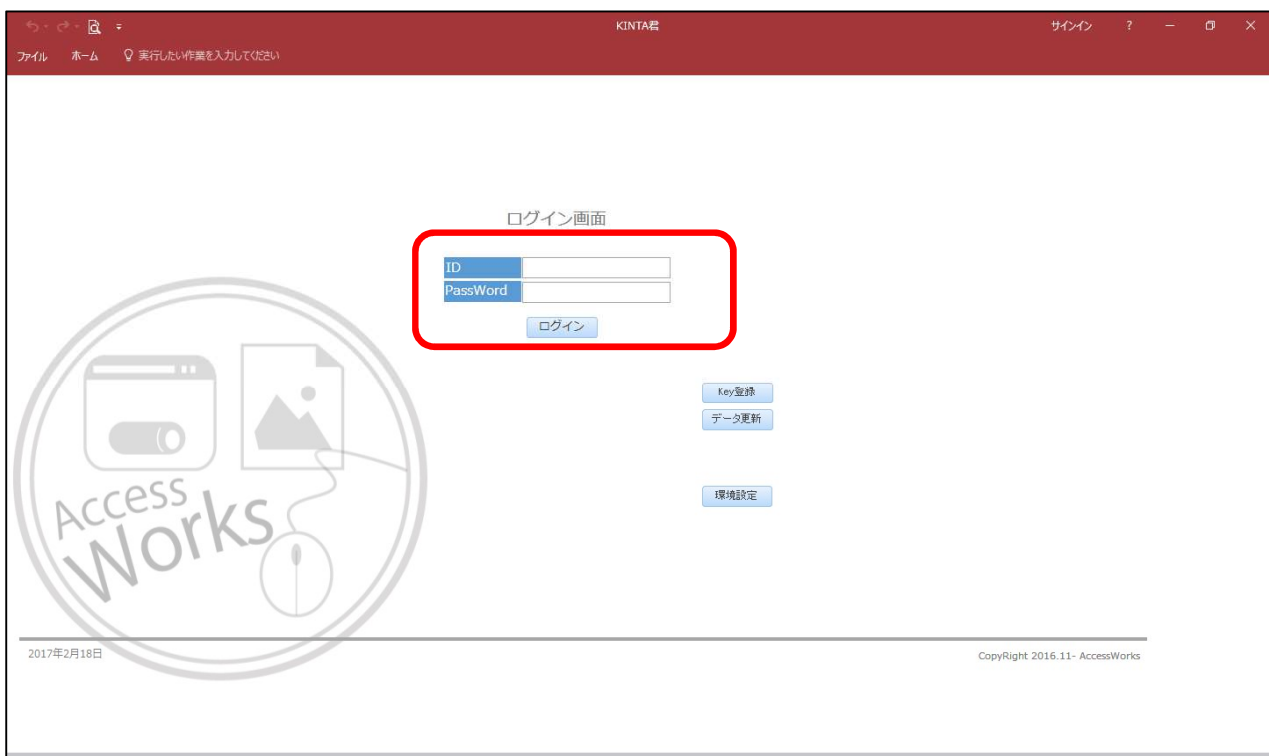 KINTA君
サインイン ? 
ファイル ホーム 実行したい作業を入力してください
ログイン画面
ID
PassWord
ログイン
Key登録
データ更新
環境設定
Access
Works
2017年2月18日
CopyRight 2016.11- AccessWorks